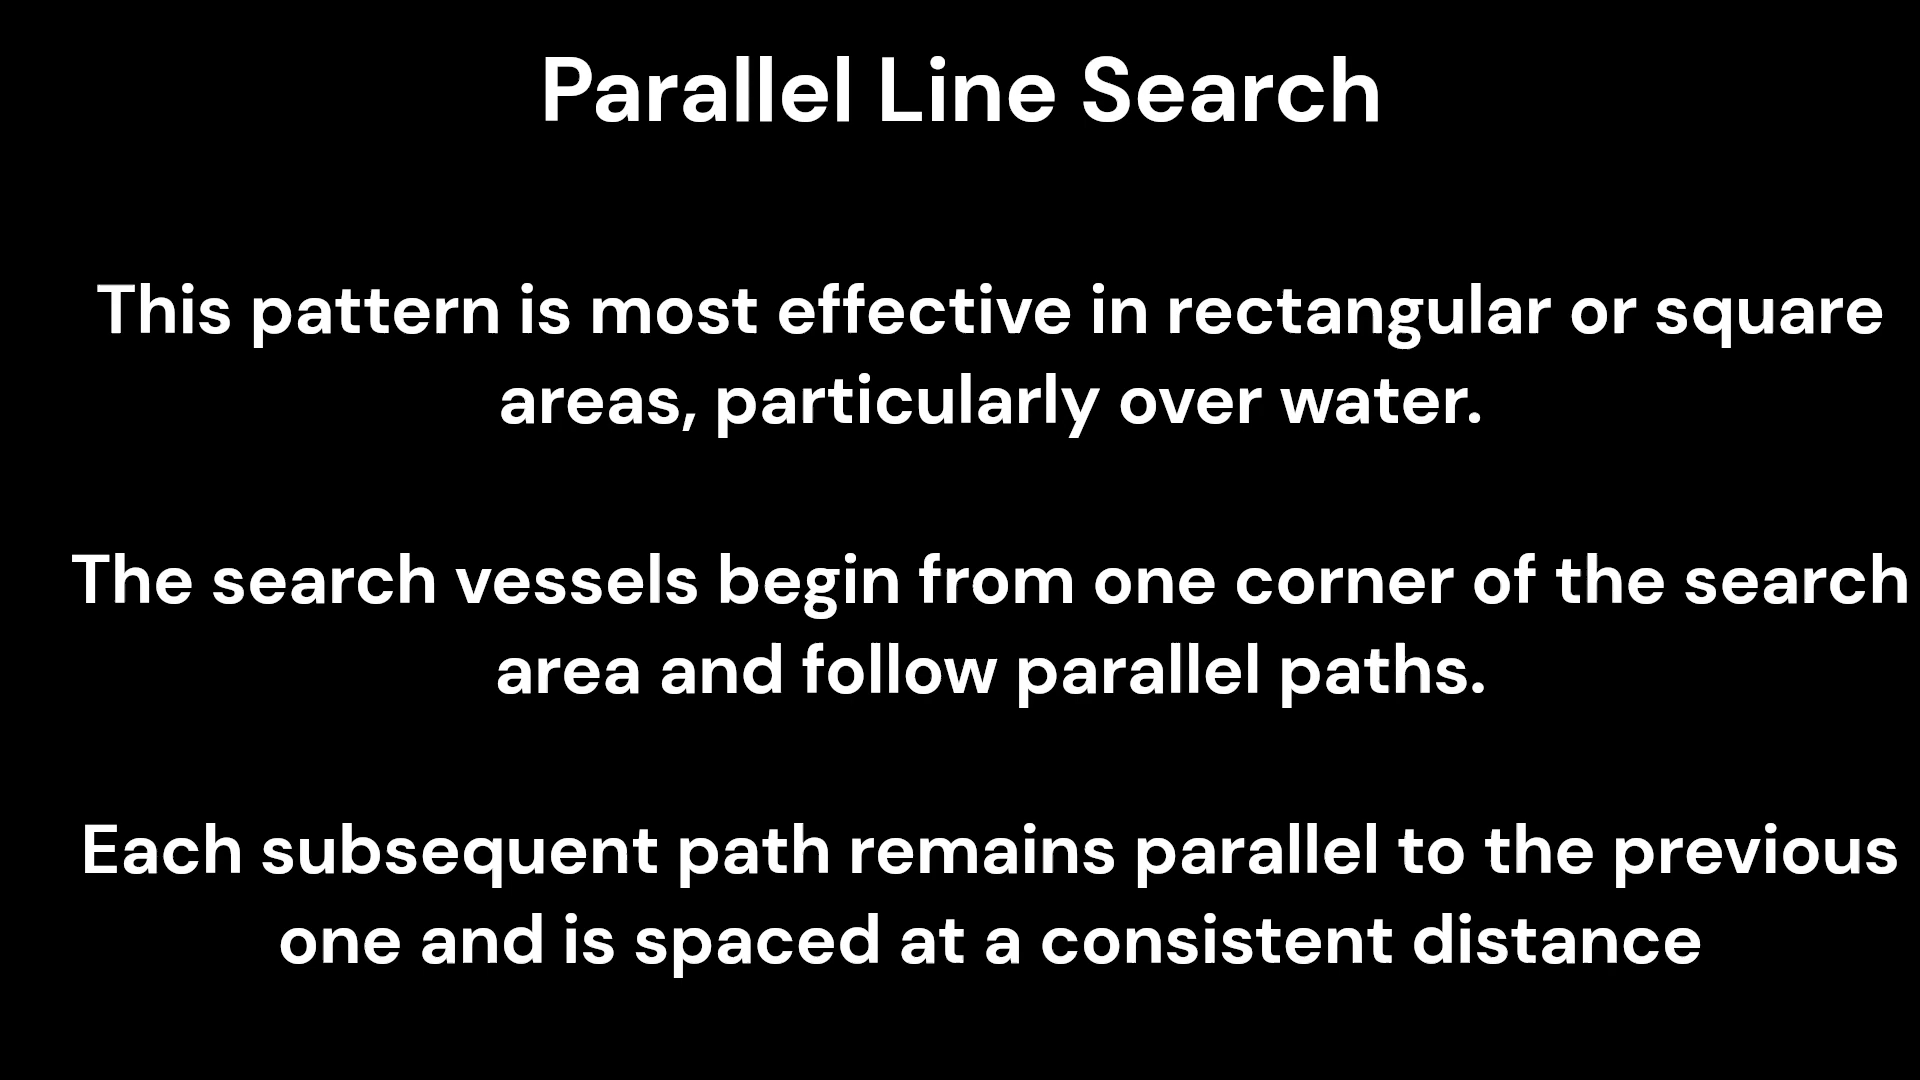 Parallel Line Search
This pattern is most effective in rectangular or square
areas, particularly over water.
The search vessels begin from one corner of the search
area and follow parallel paths.
Each subsequent path remains parallel to the previous
one and is spaced at a consistent distance